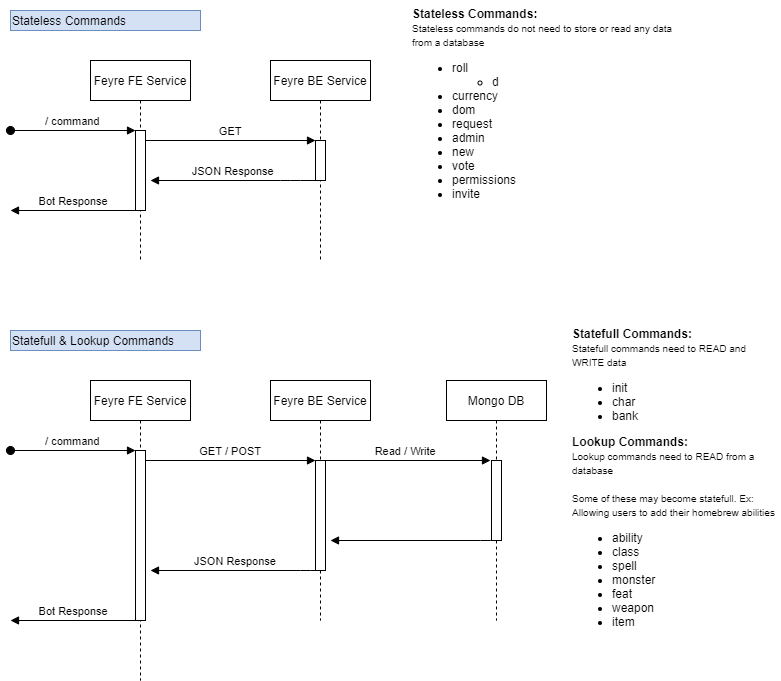 Stateless Commands
Stateless Commands:
Stateless commands do not need to store or read any data
from a database
roll
d
currency
dom
request
admin
new
vote
permissions
invite
Feyre FE Service
Feyre BE Service
/ command
GET
JSON Response
Bot Response
Statefull & Lookup Commands
Feyre FE Service
Feyre BE Service
Mongo DB
/ command
GET / POST
Read / Write
JSON Response
Bot Response
Statefull Commands:
Statefull commands need to READ and
WRITE data
init
char
bank
Lookup Commands:
Lookup commands need to READ from a
database
Some of these may become statefull. Ex:
Allowing users to add their homebrew abilities
ability
class
spell
monster
feat
weapon
item